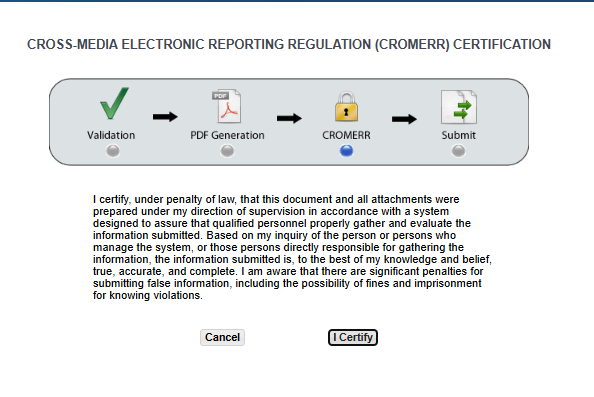 CROSS-MEDIA ELECTRONIC REPORTING REGULATION (CROMERR) CERTIFICATION
PDF
Validation PDF Generation CROMERR Submit
I certify, under penalty of law, that this document and all attachments were
prepared under my direction of supervision in accordance with a system
designed to assure that qualified personnel properly gather and evaluate the
information submitted. Based on my inquiry of the person or persons who
manage the system, or those persons directly responsible for gathering the
information, the information submitted is, to the best of my knowledge and belief,
true, accurate, and complete. I am aware that there are significant penalties for
submitting false information, including the possibility of fines and imprisonment
for knowing violations.
Cancel I Certify